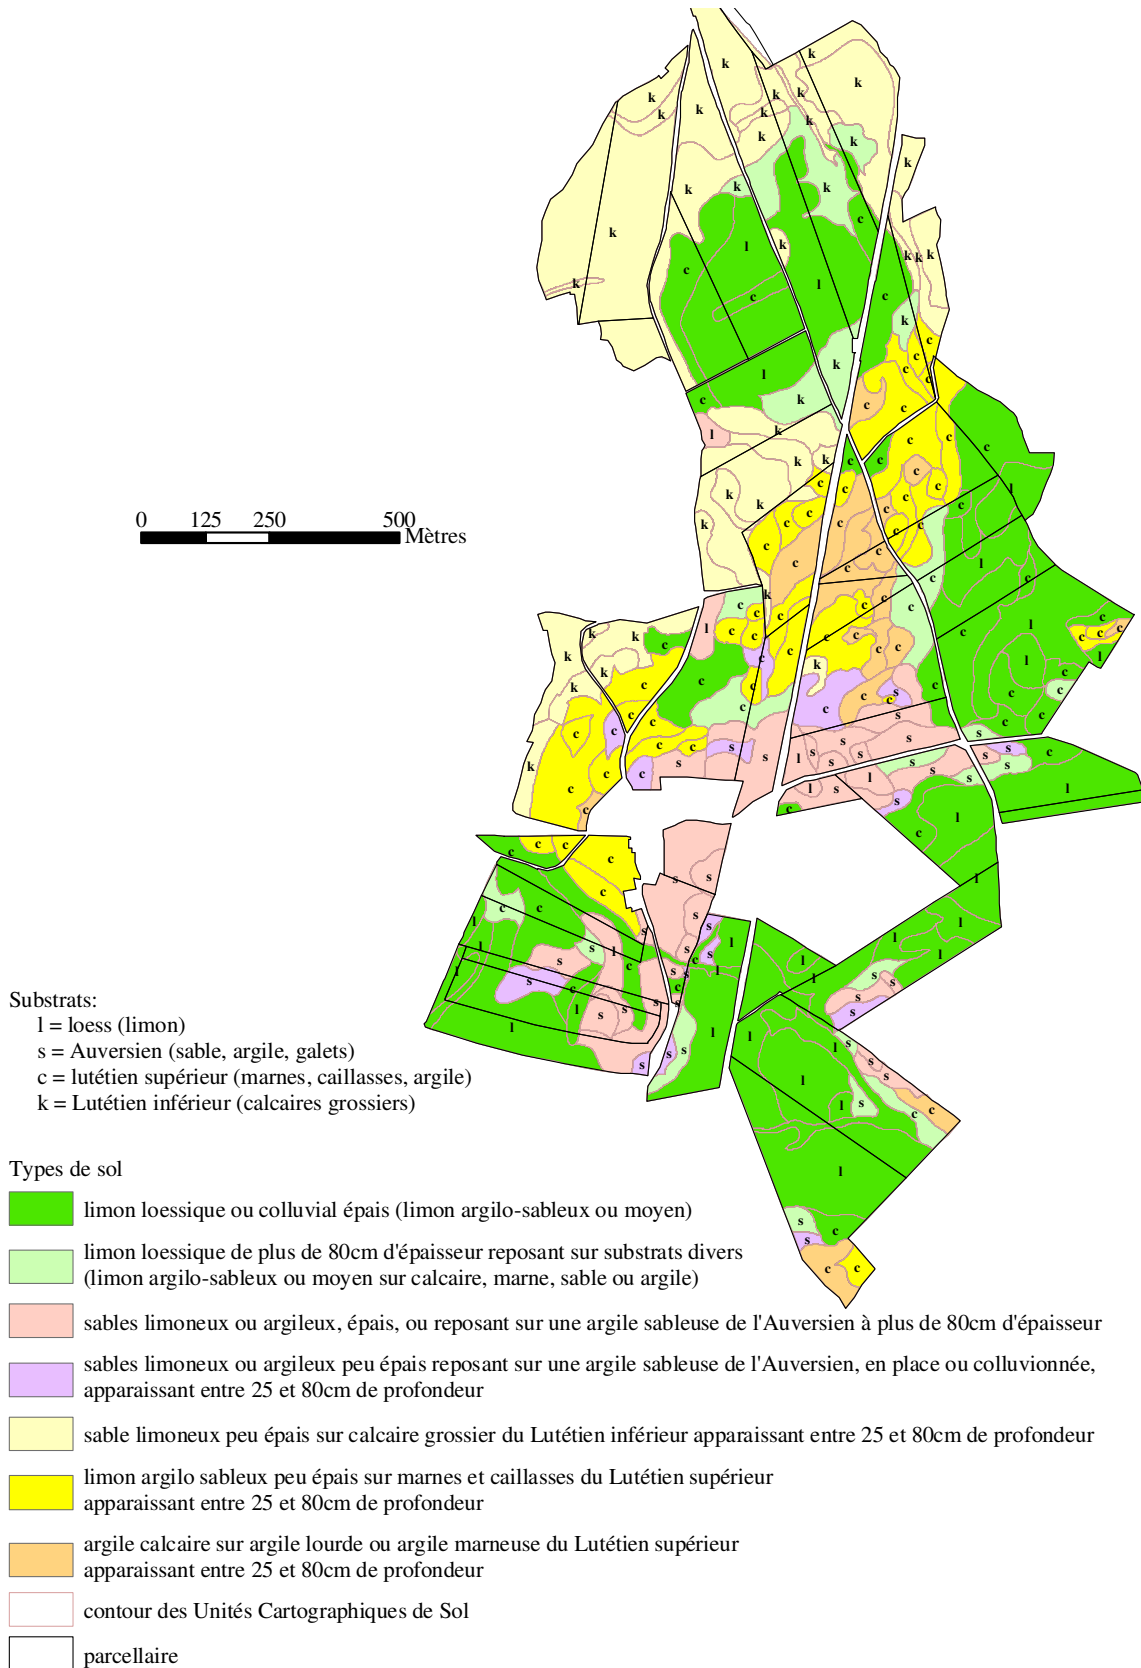 0 125 250 500
Mètres
Substrats:
l = loess (limon)
s = Auversien (sable, argile, galets)
c = lutétien supérieur (marnes, caillasses, argile)
k = Lutétien inférieur (calcaires grossiers)
Types de sol
limon loessique ou colluvial épais (limon argilo-sableux ou moyen)
limon loessique de plus de 80cm d'épaisseur reposant sur substrats divers
(limon argilo-sableux ou moyen sur calcaire, marne, sable ou argile)
sables limoneux ou argileux, épais, ou reposant sur une argile sableuse de l'Auversien à plus de 80cm d'épaisseur
sables limoneux ou argileux peu épais reposant sur une argile sableuse de l'Auversien, en place ou colluvionnée,
apparaissant entre 25 et 80cm de profondeur
sable limoneux peu épais sur calcaire grossier du Lutétien inférieur apparaissant entre 25 et 80cm de profondeur
limon argilo sableux peu épais sur marnes et caillasses du Lutétien supérieur
apparaissant entre 25 et 80cm de profondeur
argile calcaire sur argile lourde ou argile marneuse du Lutétien supérieur
apparaissant entre 25 et 80cm de profondeur
contour des Unités Cartographiques de Sol
parcellaire